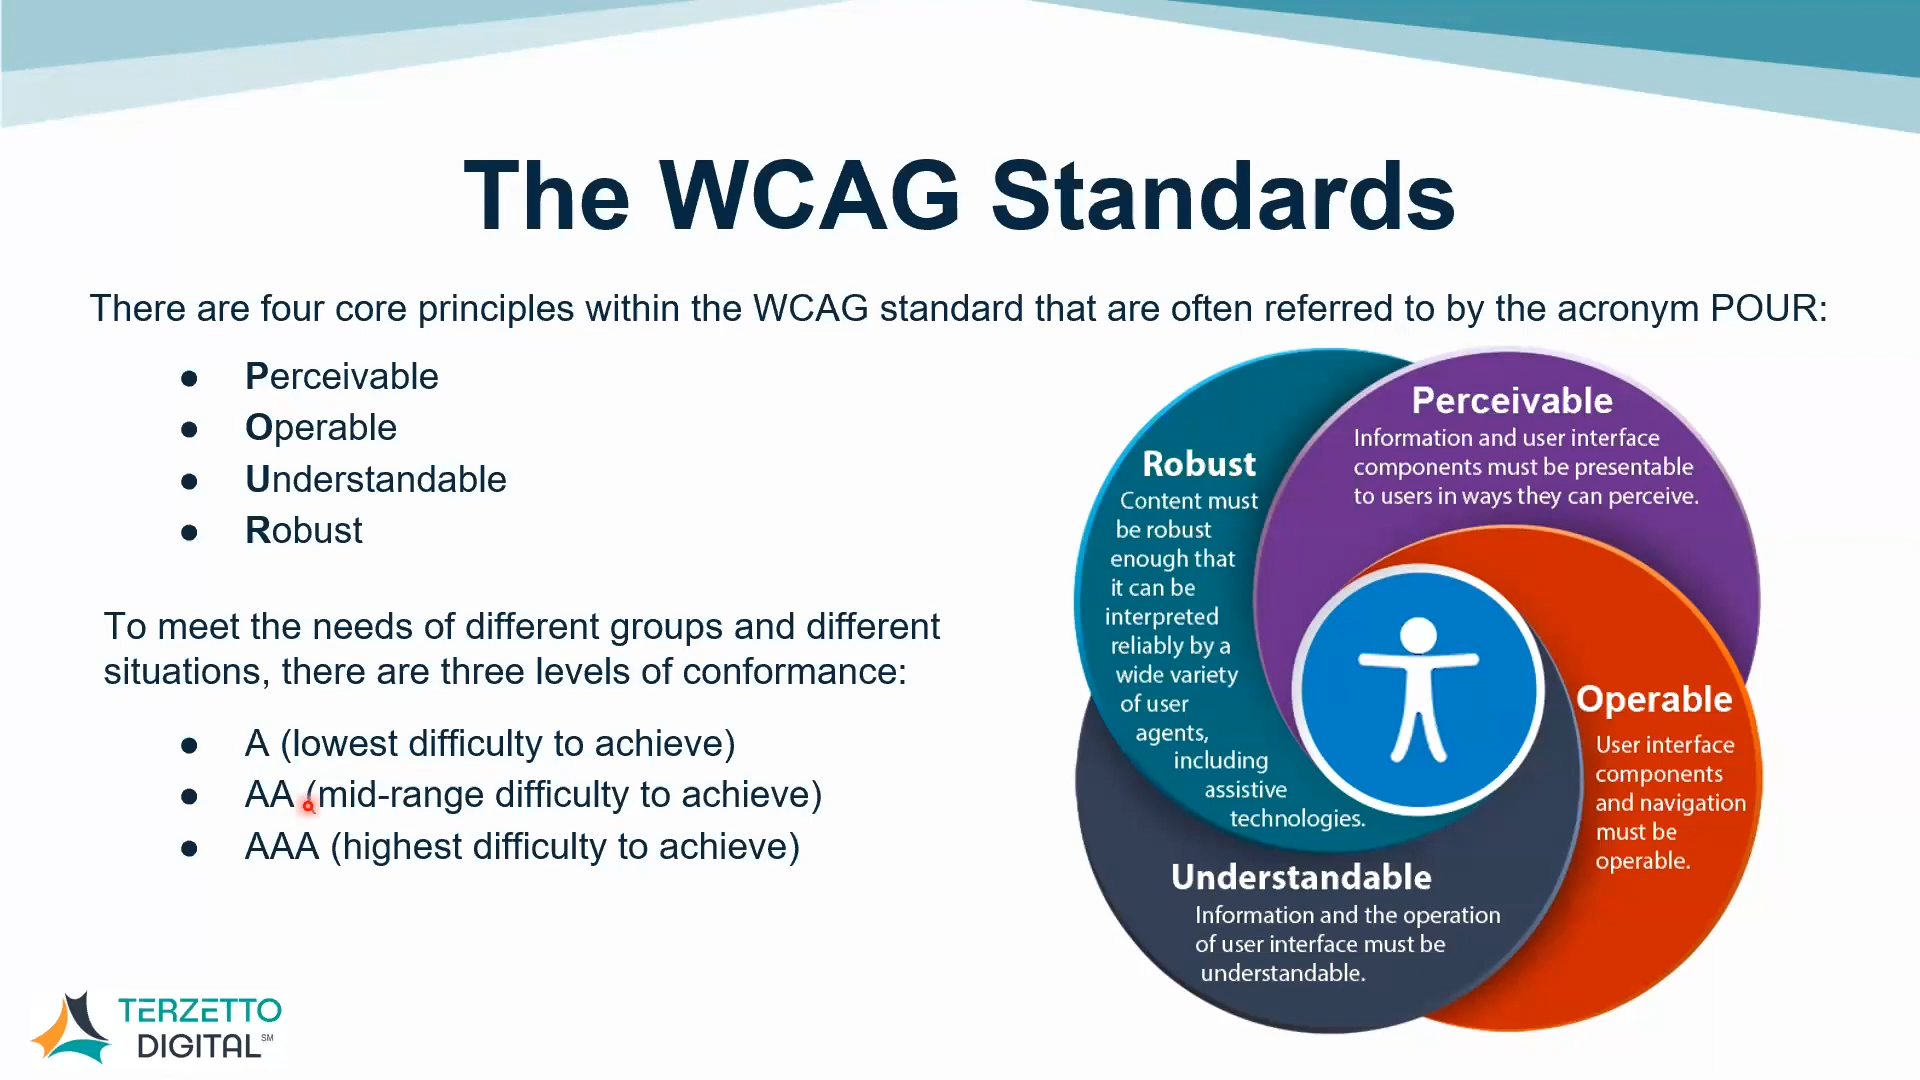 The WCAG Standards
There are four core principles within the WCAG standard that are often referred to by the acronym POUR:
● Perceivable
● Operable
● Understandable
● Robust
To meet the needs of different groups and different
situations, there are three levels of conformance:
● A (lowest difficulty to achieve)
● AA (mid-range difficulty to achieve)
● AAA (highest difficulty to achieve)
Perceivable
Information and user interface
components must be presentable
to users in ways they can perceive.
Operable
User interface
components
and navigation
must be
operable.
Understandable
Information and the operation
of user interface must be
understandable.
Robust
Content must
be robust
enough that
it can be
interpreted
reliably by a
wide variety
of user
agents,
including
assistive
technologies.
TERZETTO
DIGITAL SM